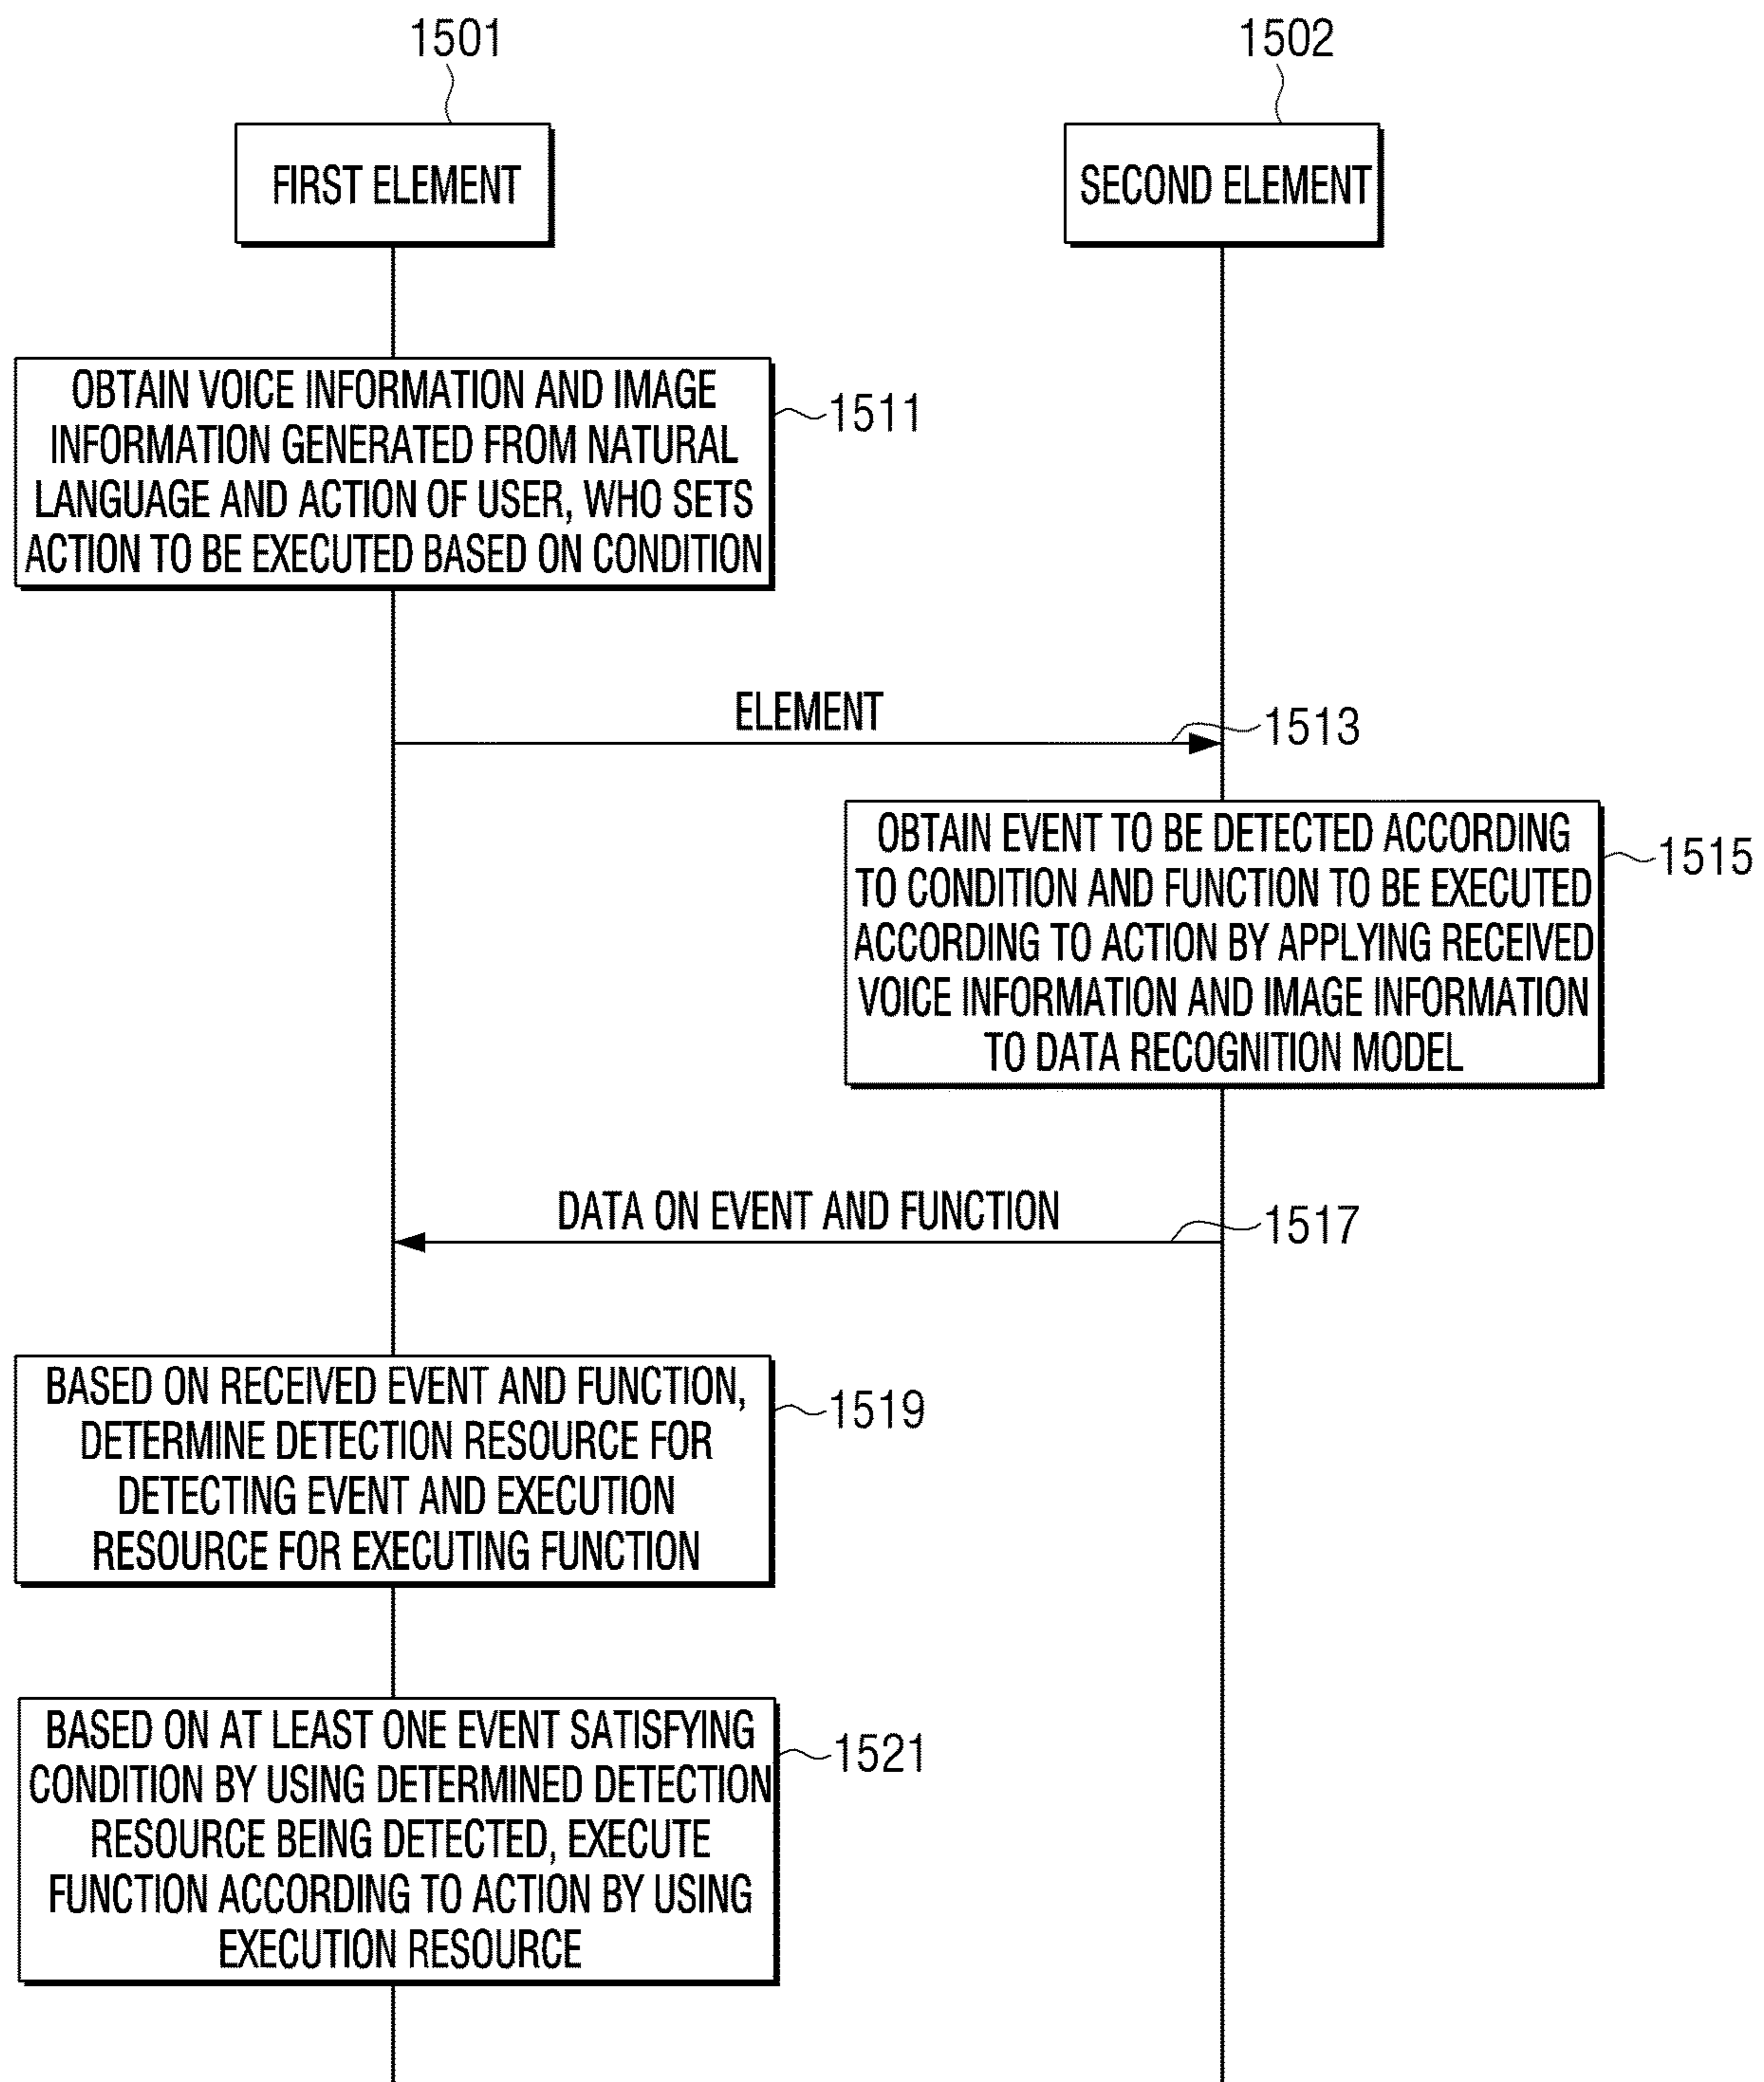 1501
1502
FIRST ELEMENT
SECOND ELEMENT
OBTAIN VOICE INFORMATION AND IMAGE
INFORMATION GENERATED FROM NATURAL
LANGUAGE AND ACTION OF USER, WHO SETS
ACTION TO BE EXECUTED BASED ON CONDITION
1511
ELEMENT
1513
OBTAIN EVENT TO BE DETECTED ACCORDING
TO CONDITION AND FUNCTION TO BE EXECUTED
ACCORDING TO ACTION BY APPLYING RECEIVED
VOICE INFORMATION AND IMAGE INFORMATION
TO DATA RECOGNITION MODEL
1515
DATA ON EVENT AND FUNCTION
1517
BASED ON RECEIVED EVENT AND FUNCTION,
DETERMINE DETECTION RESOURCE FOR
DETECTING EVENT AND EXECUTION
RESOURCE FOR EXECUTING FUNCTION
1519
BASED ON AT LEAST ONE EVENT SATISFYING
CONDITION BY USING DETERMINED DETECTION
RESOURCE BEING DETECTED, EXECUTE
FUNCTION ACCORDING TO ACTION BY USING
EXECUTION RESOURCE
1521